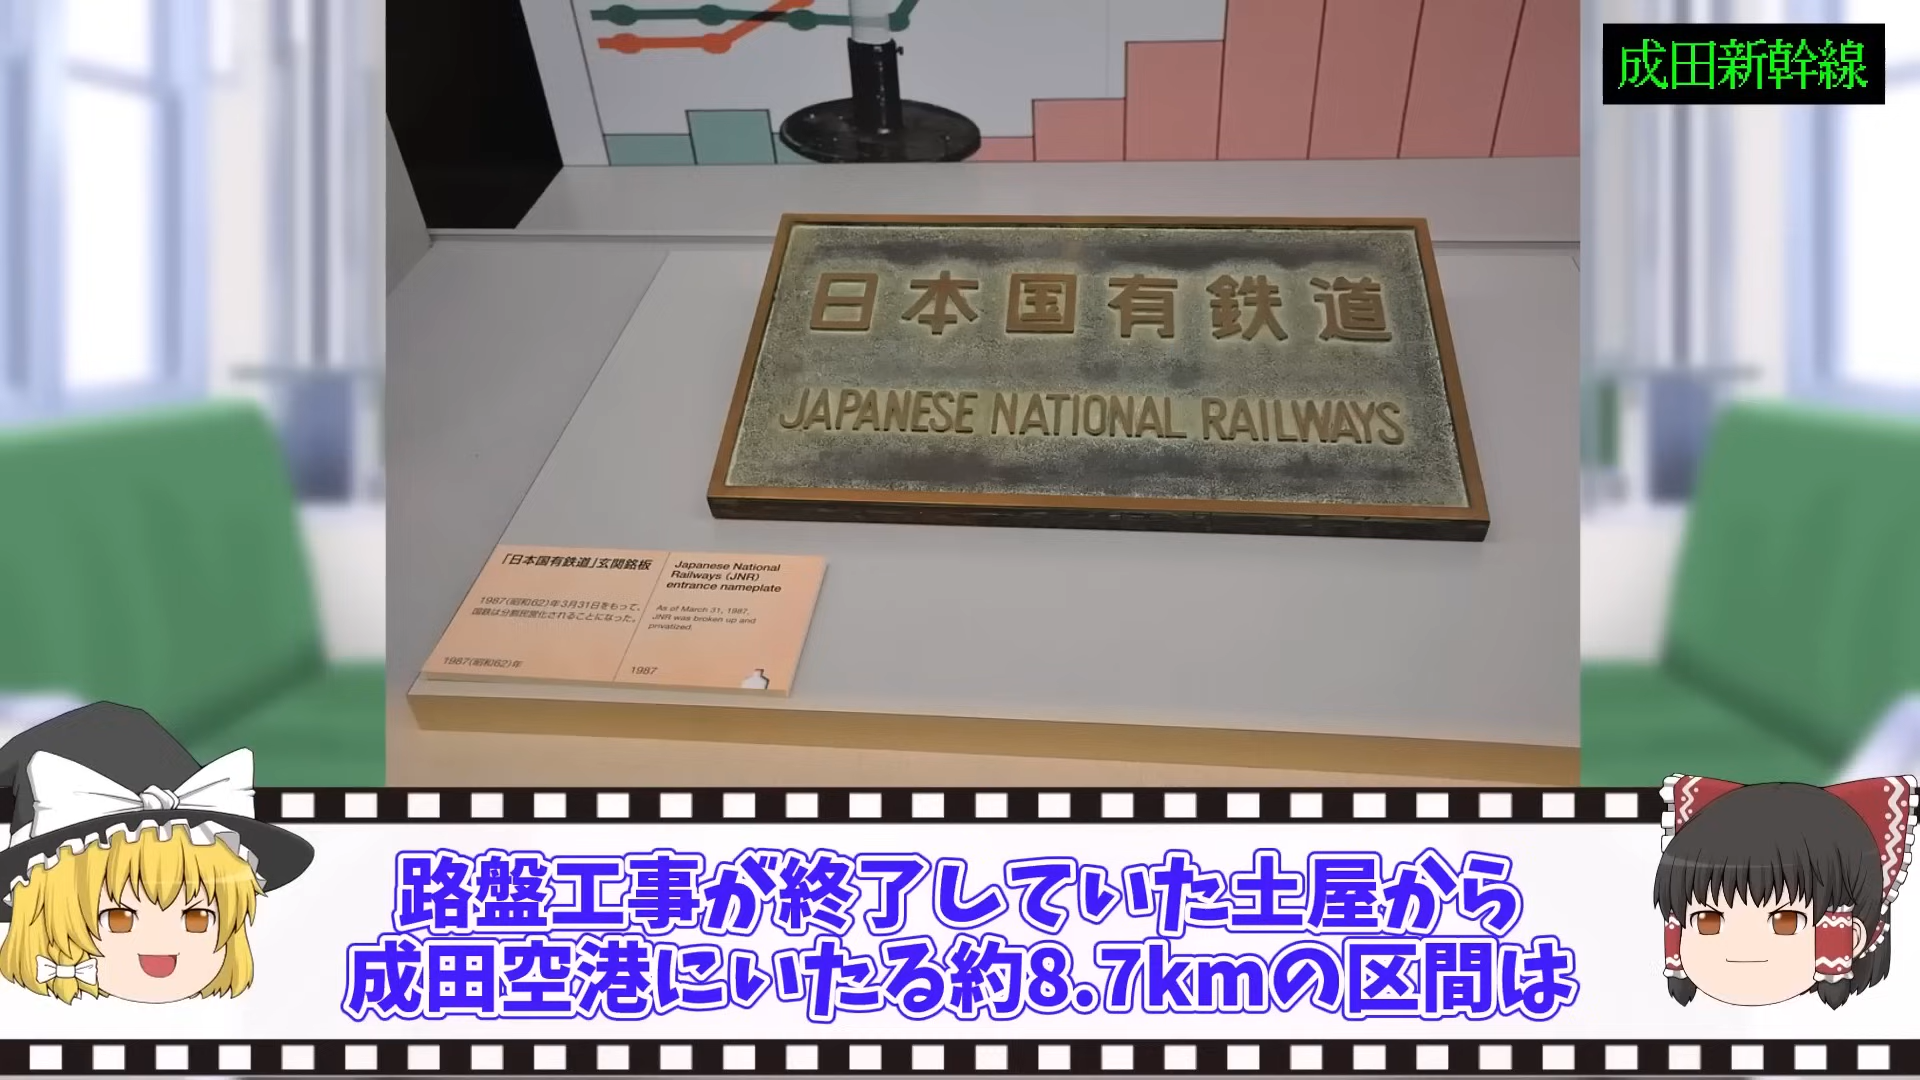 成田新幹線
日本国有鉄道
JAPANESE NATIONAL RAILWAYS
「日本国有鉄道」玄関銘板
1987(昭和62)年3月31日をもって、
国鉄は分割民営化されることになった。
1987(昭和62)年
Japanese National
Railways (JNR)
entrance nameplate
As of March 31, 1987,
JNR was broken up and
privatized.
1987
路盤工事が終了していた土屋から
成田空港にいたる約8.7kmの区間は